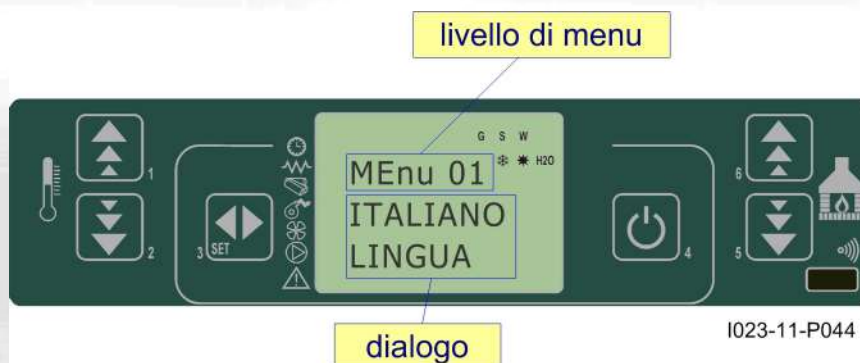 livello di menu
G S W
H2O
MEnu 01
ITALIANO
LINGUA
1
2
3 SET
4
5
6
dialogo
I023-11-P044